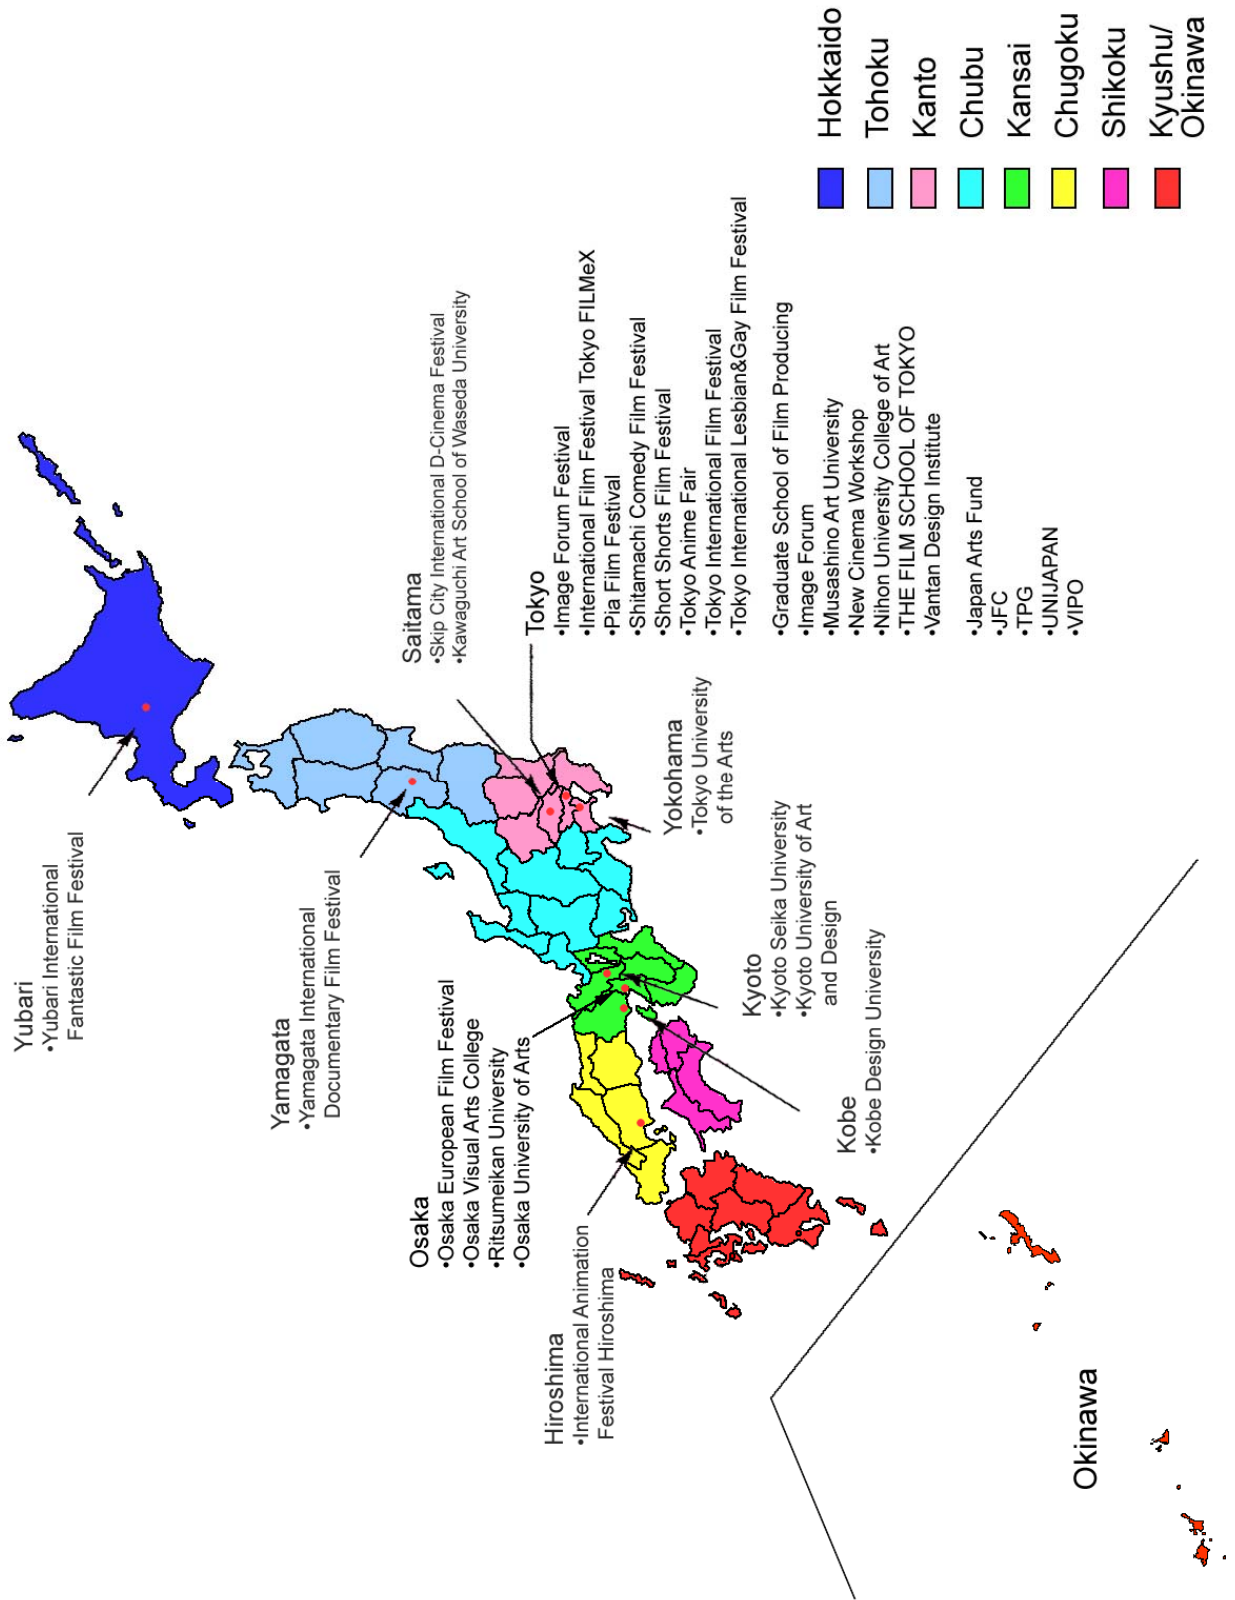 Yubari
•Yubari International
Fantastic Film Festival
Yamagata
•Yamagata International
Documentary Film Festival
Osaka
•Osaka European Film Festival
•Osaka Visual Arts College
•Ritsumeikan University
•Osaka University of Arts
Hiroshima
•International Animation
Festival Hiroshima
Saitama
•Skip City International D-Cinema Festival
•Kawaguchi Art School of Waseda University
Tokyo
•Image Forum Festival
•International Film Festival Tokyo FILMeX
•Pia Film Festival
•Shitamachi Comedy Film Festival
•Short Shorts Film Festival
•Tokyo Anime Fair
•Tokyo International Film Festival
•Tokyo International Lesbian&Gay Film Festival
•Graduate School of Film Producing
•Image Forum
•Musashino Art University
•New Cinema Workshop
•Nihon University College of Art
•THE FILM SCHOOL OF TOKYO
•Vantan Design Institute
•Japan Arts Fund
•JFC
•TPG
•UNIJAPAN
•VIPO
Yokohama
•Tokyo University
of the Arts
Kyoto
•Kyoto Seika University
•Kyoto University of Art
and Design
Kobe
•Kobe Design University
Okinawa
Hokkaido
Tohoku
Kanto
Chubu
Kansai
Chugoku
Shikoku
Kyushu/
Okinawa